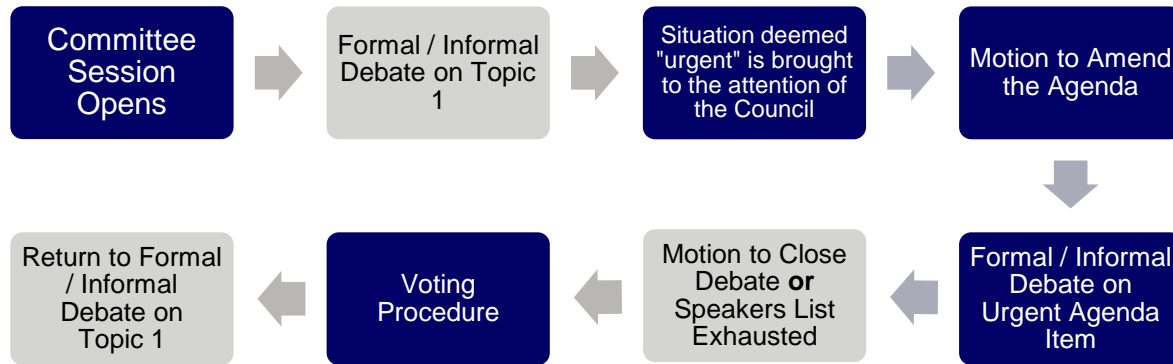 Committee
Session
Opens
Formal / Informal
Debate on Topic
1
Situation deemed
"urgent" is brought
to the attention of
the Council
Motion to Amend
the Agenda
Formal / Informal
Debate on
Urgent Agenda
Item
Motion to Close
Debate or
Speakers List
Exhausted
Voting
Procedure
Return to Formal
/ Informal
Debate on
Topic 1